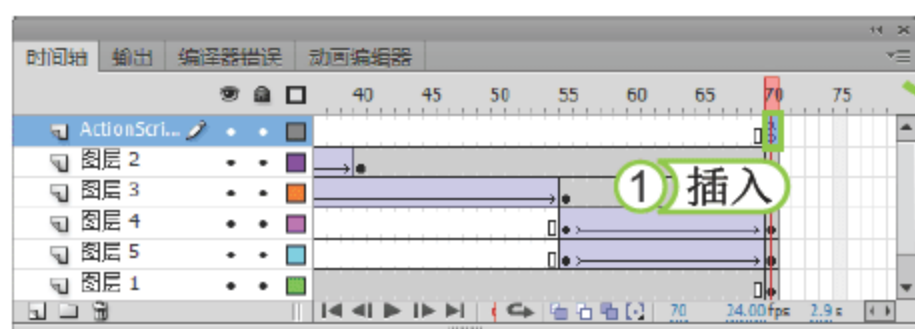 时间轴 输出 编译器错误 动画编辑器
40 45 50 55 60 65 70 75
ActionScri...
图层 2
图层 3
1 插入
图层 4
图层 5
图层 1
70 24.00 fps 2.9 s